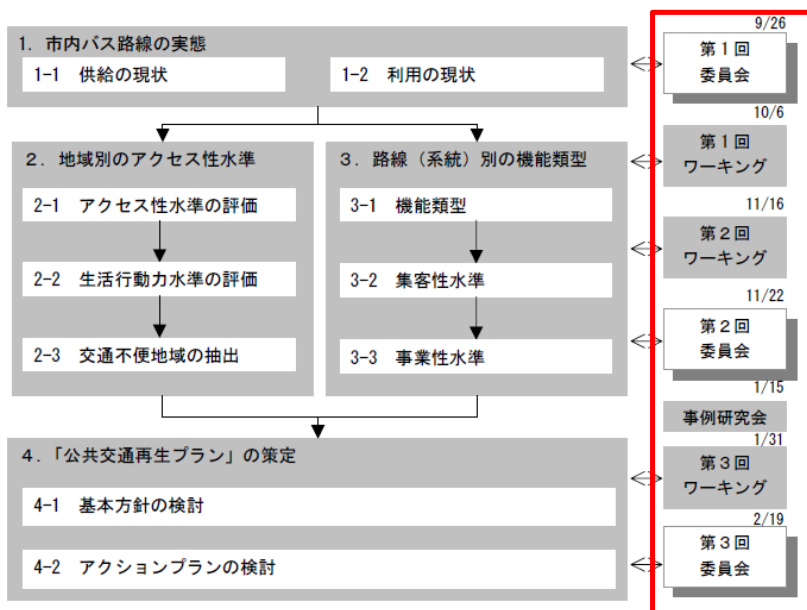 1. 市内バス路線の実態
1-1 供給の現状
1-2 利用の現状
2. 地域別のアクセス性水準
2-1 アクセス性水準の評価
2-2 生活行動力水準の評価
2-3 交通不便地域の抽出
3. 路線（系統）別の機能類型
3-1 機能類型
3-2 集客性水準
3-3 事業性水準
4.「公共交通再生プラン」の策定
4-1 基本方針の検討
4-2 アクションプランの検討
9/26
第１回
委員会
10/6
第１回
ワーキング
11/16
第２回
ワーキング
11/22
第２回
委員会
1/15
事例研究会
1/31
第３回
ワーキング
2/19
第３回
委員会